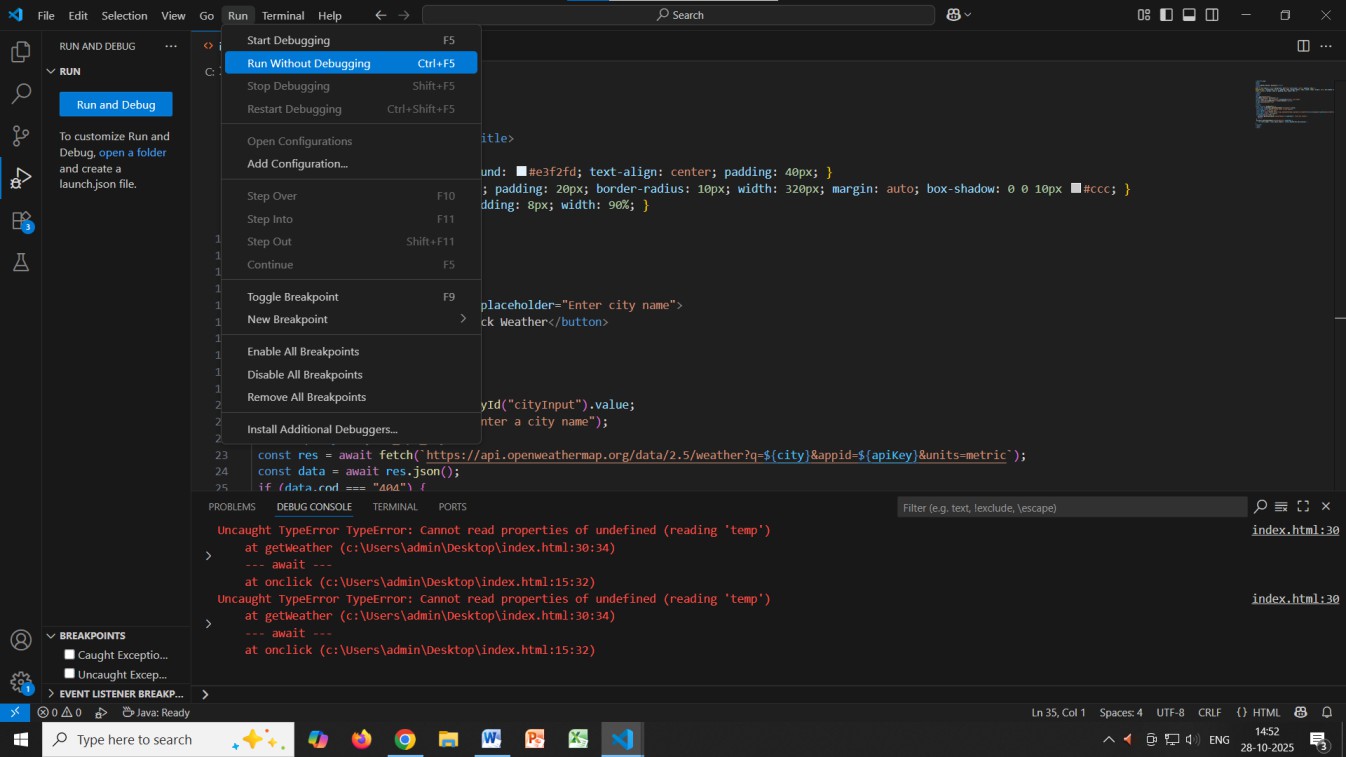 File Edit Selection View Go Run Terminal Help
Search
RUN AND DEBUG
RUN
Run and Debug
To customize Run and
Debug, open a folder
and create a
launch.json file.
Start Debugging F5
Run Without Debugging Ctrl+F5
Stop Debugging Shift+F5
Restart Debugging Ctrl+Shift+F5
Open Configurations
Add Configuration...
Step Over F10
Step Into F11
Step Out Shift+F11
Continue F5
Toggle Breakpoint F9
New Breakpoint
Enable All Breakpoints
Disable All Breakpoints
Remove All Breakpoints
Install Additional Debuggers...
C:
itle>
und: #e3f2fd; text-align: center; padding: 40px; }
; padding: 20px; border-radius: 10px; width: 320px; margin: auto; box-shadow: 0 0 10px #ccc; }
dding: 8px; width: 90%; }
placeholder="Enter city name">
ck Weather</button>
yId("cityInput").value;
nter a city name");
23 const res = await fetch(`https://api.openweathermap.org/data/2.5/weather?q=${city}&appid=${apiKey}&units=metric`);
24 const data = await res.json();
25 if (data.cod === "404") {
PROBLEMS DEBUG CONSOLE TERMINAL PORTS
Filter (e.g. text, !exclude, \escape)
Uncaught TypeError TypeError: Cannot read properties of undefined (reading 'temp') index.html:30
at getWeather (c:\Users\admin\Desktop\index.html:30:34)
--- await ---
at onclick (c:\Users\admin\Desktop\index.html:15:32)
Uncaught TypeError TypeError: Cannot read properties of undefined (reading 'temp') index.html:30
at getWeather (c:\Users\admin\Desktop\index.html:30:34)
--- await ---
at onclick (c:\Users\admin\Desktop\index.html:15:32)
BREAKPOINTS
Caught Exceptio...
Uncaught Excep...
EVENT LISTENER BREAKP...
3
1
0 0 Java: Ready
Ln 35, Col 1 Spaces: 4 UTF-8 CRLF {} HTML
Type here to search
ENG
14:52
28-10-2025
3